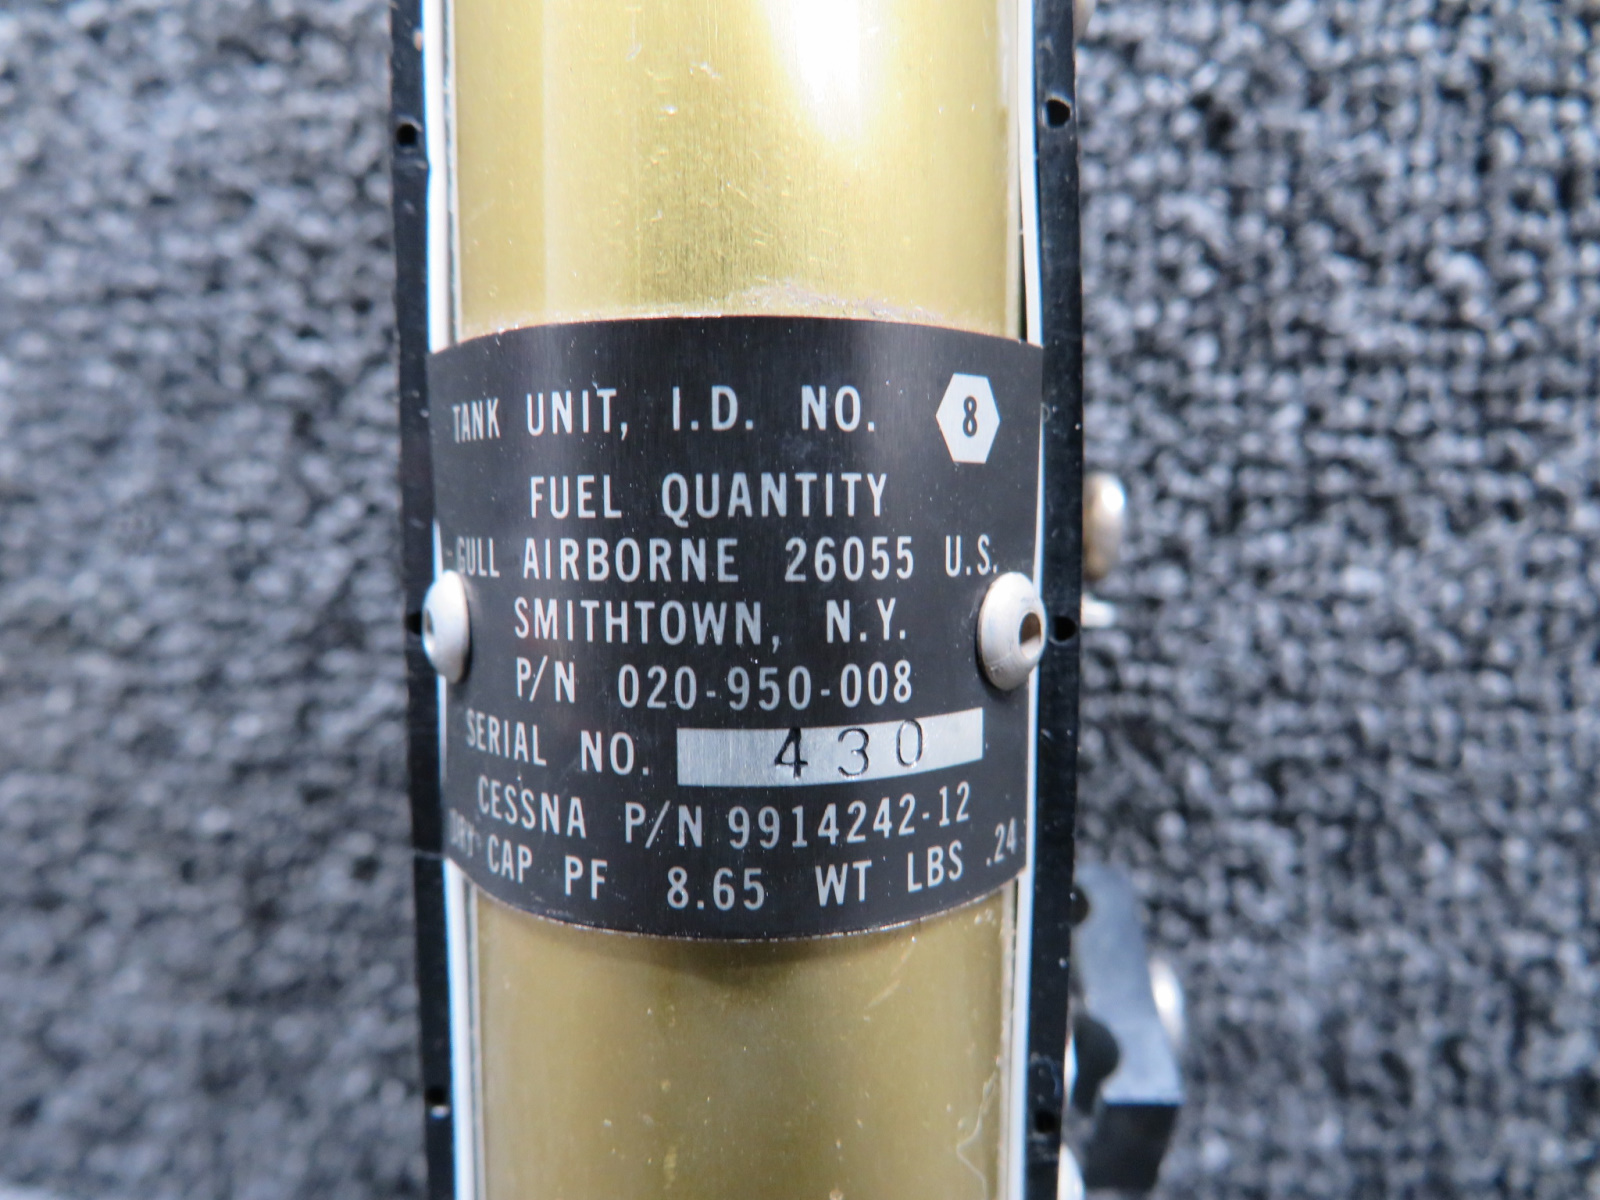 TANK UNIT, I.D. NO. 8
FUEL QUANTITY
GULL AIRBORNE 26055 U.S.
SMITHTOWN, N.Y.
P/N 020-950-008
SERIAL NO. 430
CESSNA P/N 9914242-12
DRY CAP PF 8.65 WT LBS .24